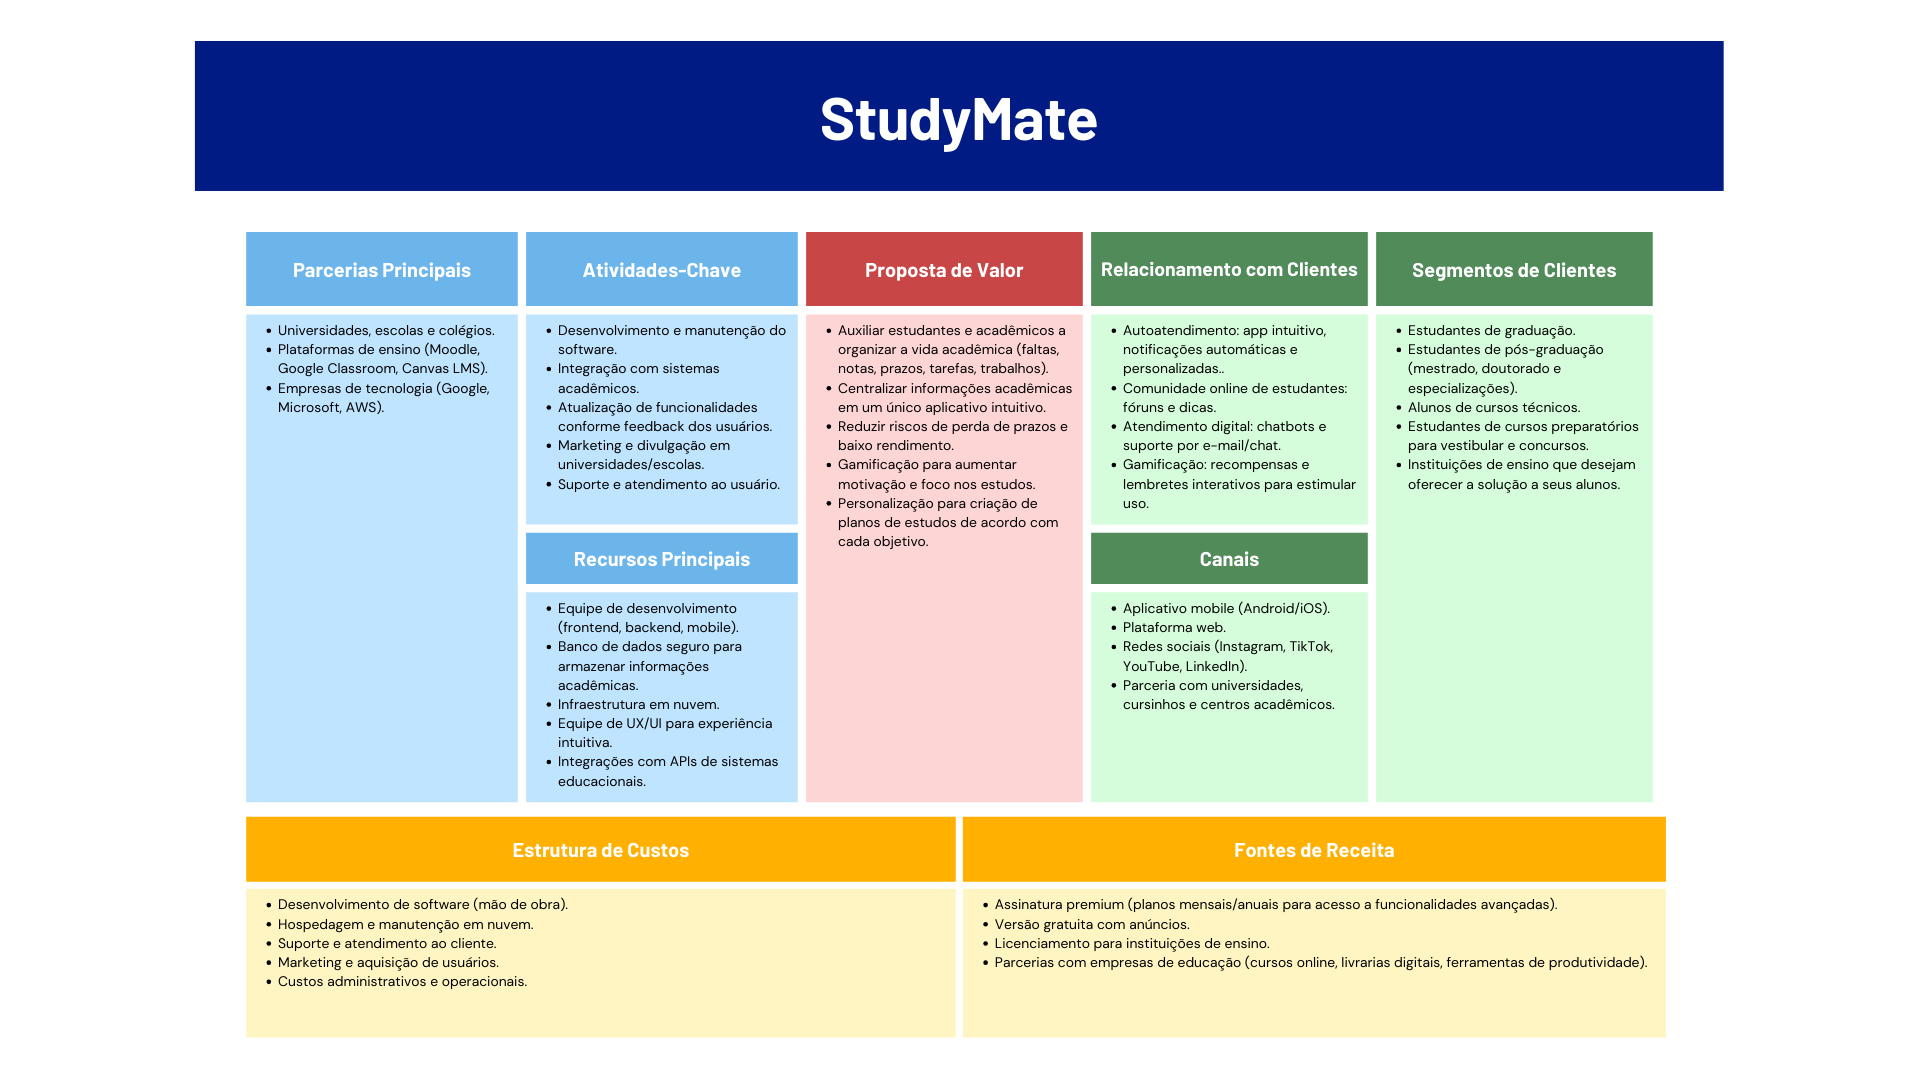 StudyMate
Parcerias Principais
• Universidades, escolas e colégios.
• Plataformas de ensino (Moodle,
Google Classroom, Canvas LMS).
• Empresas de tecnologia (Google,
Microsoft, AWS).
Atividades-Chave
• Desenvolvimento e manutenção do
software.
• Integração com sistemas
acadêmicos.
• Atualização de funcionalidades
conforme feedback dos usuários.
• Marketing e divulgação em
universidades/escolas.
• Suporte e atendimento ao usuário.
Recursos Principais
• Equipe de desenvolvimento
(frontend, backend, mobile).
• Banco de dados seguro para
armazenar informações
acadêmicas.
• Infraestrutura em nuvem.
• Equipe de UX/UI para experiência
intuitiva.
• Integrações com APIs de sistemas
educacionais.
Proposta de Valor
• Auxiliar estudantes e acadêmicos a
organizar a vida acadêmica (faltas,
notas, prazos, tarefas, trabalhos).
• Centralizar informações acadêmicas
em um único aplicativo intuitivo.
• Reduzir riscos de perda de prazos e
baixo rendimento.
• Gamificação para aumentar
motivação e foco nos estudos.
• Personalização para criação de
planos de estudos de acordo com
cada objetivo.
Relacionamento com Clientes
• Autoatendimento: app intuitivo,
notificações automáticas e
personalizadas..
• Comunidade online de estudantes:
fóruns e dicas.
• Atendimento digital: chatbots e
suporte por e-mail/chat.
• Gamificação: recompensas e
lembretes interativos para estimular
uso.
Canais
• Aplicativo mobile (Android/iOS).
• Plataforma web.
• Redes sociais (Instagram, TikTok,
YouTube, LinkedIn).
• Parceria com universidades,
cursinhos e centros acadêmicos.
Segmentos de Clientes
• Estudantes de graduação.
• Estudantes de pós-graduação
(mestrado, doutorado e
especializações).
• Alunos de cursos técnicos.
• Estudantes de cursos preparatórios
para vestibular e concursos.
• Instituições de ensino que desejam
oferecer a solução a seus alunos.
Estrutura de Custos
• Desenvolvimento de software (mão de obra).
• Hospedagem e manutenção em nuvem.
• Suporte e atendimento ao cliente.
• Marketing e aquisição de usuários.
• Custos administrativos e operacionais.
Fontes de Receita
• Assinatura premium (planos mensais/anuais para acesso a funcionalidades avançadas).
• Versão gratuita com anúncios.
• Licenciamento para instituições de ensino.
• Parcerias com empresas de educação (cursos online, livrarias digitais, ferramentas de produtividade).